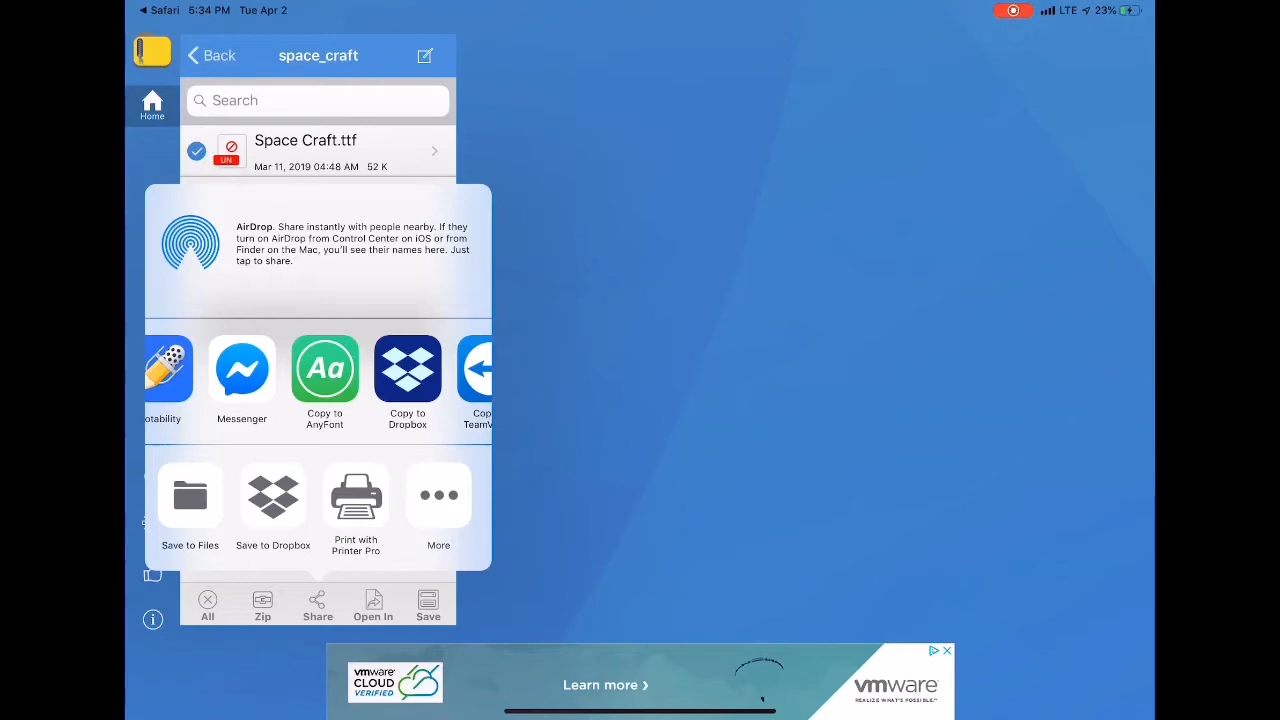 Safari 5:34 PM Tue Apr 2
LTE 23%
Back space_craft
Search
Home
Space Craft.ttf
UN
Mar 11, 2019 04:48 AM 52 K
AirDrop. Share instantly with people nearby. If they
turn on AirDrop from Control Center on iOS or from
Finder on the Mac, you'll see their names here. Just
tap to share.
Aa
otability
Messenger
Copy to
AnyFont
Copy to
Dropbox
Cop
TeamV
Save to Files
Save to Dropbox
Print with
Printer Pro
More
All Zip Share Open In Save
vmware
CLOUD
VERIFIED
Learn more
vmware
REALIZE WHAT'S POSSIBLE.